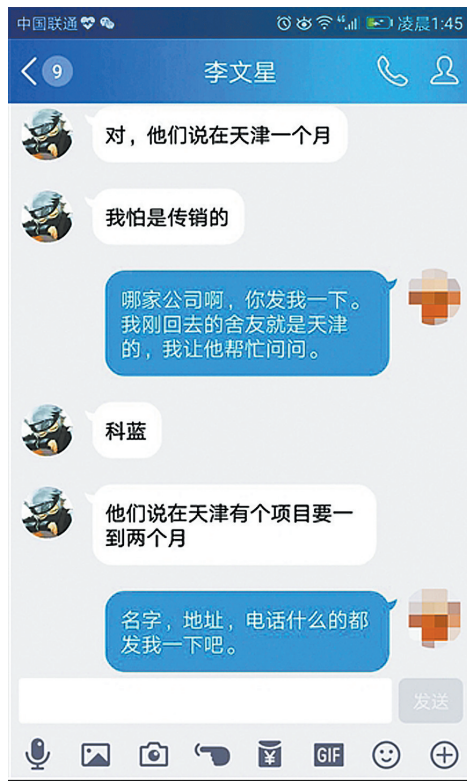 中国联通 4G 凌晨1:45
9 李文星
对，他们说在天津一个月
我怕是传销的
哪家公司啊，你发我一下。
我刚回去的舍友就是天津
的，我让他帮忙问问。
科蓝
他们说在天津有个项目要一
到两个月
名字，地址，电话什么的都
发我一下吧。
发送
¥ GIF